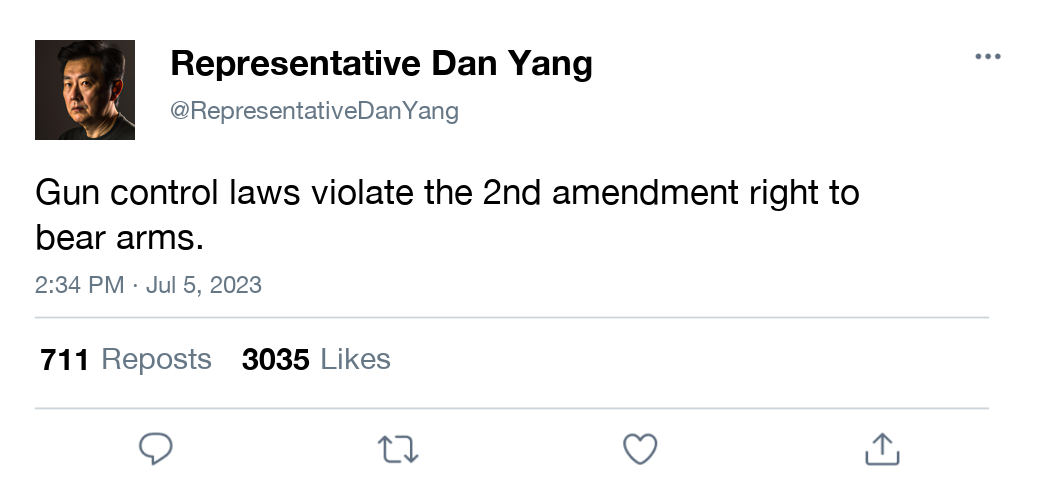 Representative Dan Yang
@RepresentativeDanYang
Gun control laws violate the 2nd amendment right to
bear arms.
2:34 PM · Jul 5, 2023
711 Reposts 3035 Likes